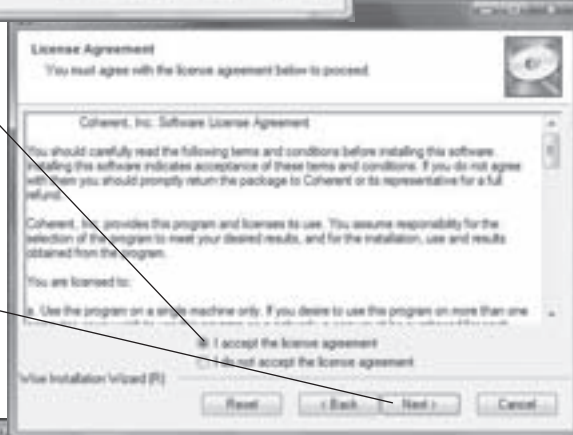 License Agreement
You must agree with the license agreement below to proceed.
Coherent, Inc. Software License Agreement
You should carefully read the following terms and conditions before installing this software
installing this software indicates acceptance of these terms and conditions. If you do not agree
with them you should promptly return the package to Coherent or its representative for a full
refund.
Coherent, Inc. provides this program and licenses its use. You assume responsibility for the
selection of the program to meet your desired results, and for the installation, use and results
obtained from the program.
You are licensed to:
a. Use the program on a single machine only. If you desire to use this program on more than one
I accept the license agreement
I do not accept the license agreement
Wise Installation Wizard (R)
Reset
< Back
Next >
Cancel